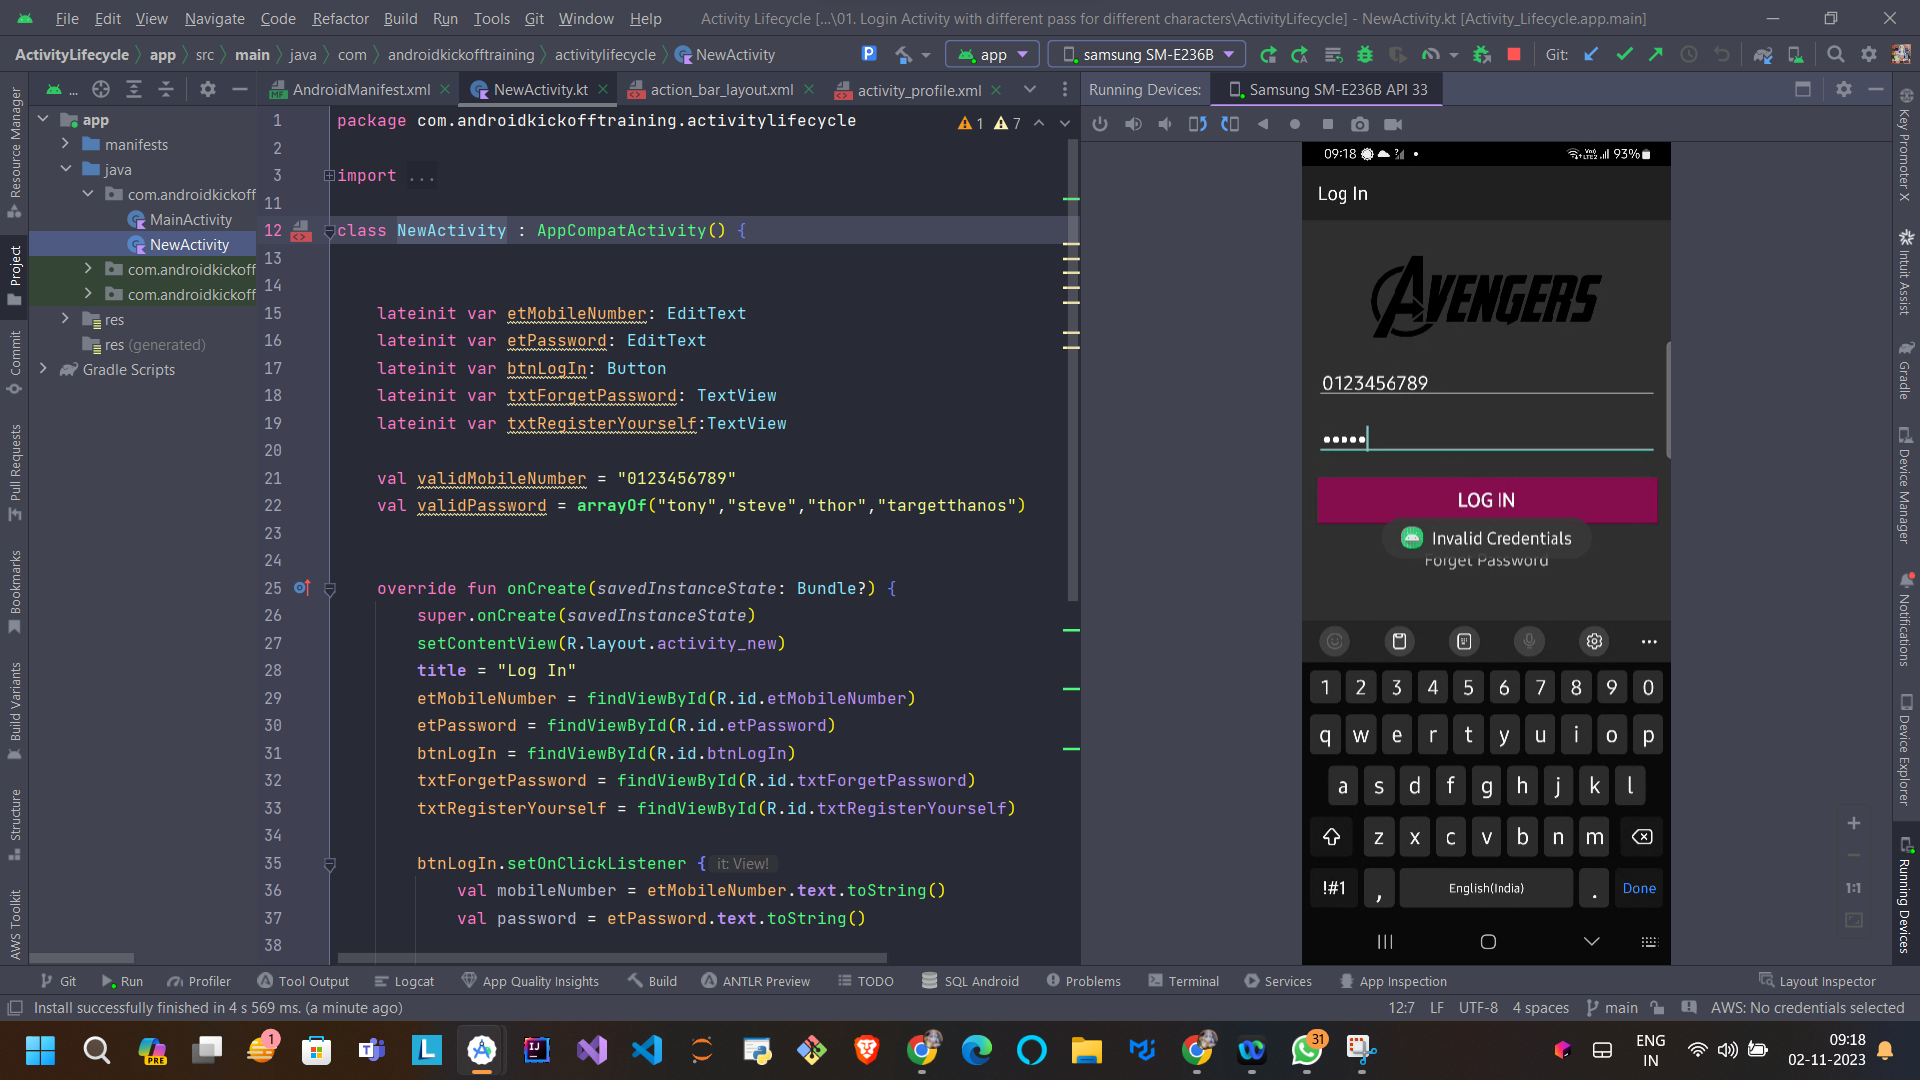 File Edit View Navigate Code Refactor Build Run Tools Git Window Help Activity Lifecycle [...\01. Login Activity with different pass for different characters\ActivityLifecycle] - NewActivity.kt [Activity_Lifecycle.app.main]
ActivityLifecycle app src main java com androidkickofftraining activitylifecycle NewActivity app samsung SM-E236B Git:
... AndroidManifest.xml NewActivity.kt action_bar_layout.xml activity_profile.xml Running Devices: Samsung SM-E236B API 33
Resource Manager
Project
Commit
Pull Requests
Bookmarks
Build Variants
Structure
AWS Toolkit
app
manifests
java
com.androidkickoff
MainActivity
NewActivity
com.androidkickoff
com.androidkickoff
res
res (generated)
Gradle Scripts
1 package com.androidkickofftraining.activitylifecycle 1 7
2
3 import ...
11
12 class NewActivity : AppCompatActivity() {
13
14
15 lateinit var etMobileNumber: EditText
16 lateinit var etPassword: EditText
17 lateinit var btnLogIn: Button
18 lateinit var txtForgetPassword: TextView
19 lateinit var txtRegisterYourself:TextView
20
21 val validMobileNumber = "0123456789"
22 val validPassword = arrayOf("tony","steve","thor","targetthanos")
23
24
25 override fun onCreate(savedInstanceState: Bundle?) {
26 super.onCreate(savedInstanceState)
27 setContentView(R.layout.activity_new)
28 title = "Log In"
29 etMobileNumber = findViewById(R.id.etMobileNumber)
30 etPassword = findViewById(R.id.etPassword)
31 btnLogIn = findViewById(R.id.btnLogIn)
32 txtForgetPassword = findViewById(R.id.txtForgetPassword)
33 txtRegisterYourself = findViewById(R.id.txtRegisterYourself)
34
35 btnLogIn.setOnClickListener { it: View!
36 val mobileNumber = etMobileNumber.text.toString()
37 val password = etPassword.text.toString()
38
09:18 93%
Log In
AVENGERS
0123456789
•••••
LOG IN
Invalid Credentials
Forget Password
1 2 3 4 5 6 7 8 9 0
q w e r t y u i o p
a s d f g h j k l
z x c v b n m
!#1 , English(India) . Done
1:1
Key Promoter X
Intuit Assist
Gradle
Device Manager
Notifications
Device Explorer
Running Devices
Git Run Profiler Tool Output Logcat App Quality Insights Build ANTLR Preview TODO SQL Android Problems Terminal Services App Inspection Layout Inspector
Install successfully finished in 4 s 569 ms. (a minute ago) 12:7 LF UTF-8 4 spaces main AWS: No credentials selected
PRE 1 L IJ 31 ENG 09:18
IN 02-11-2023